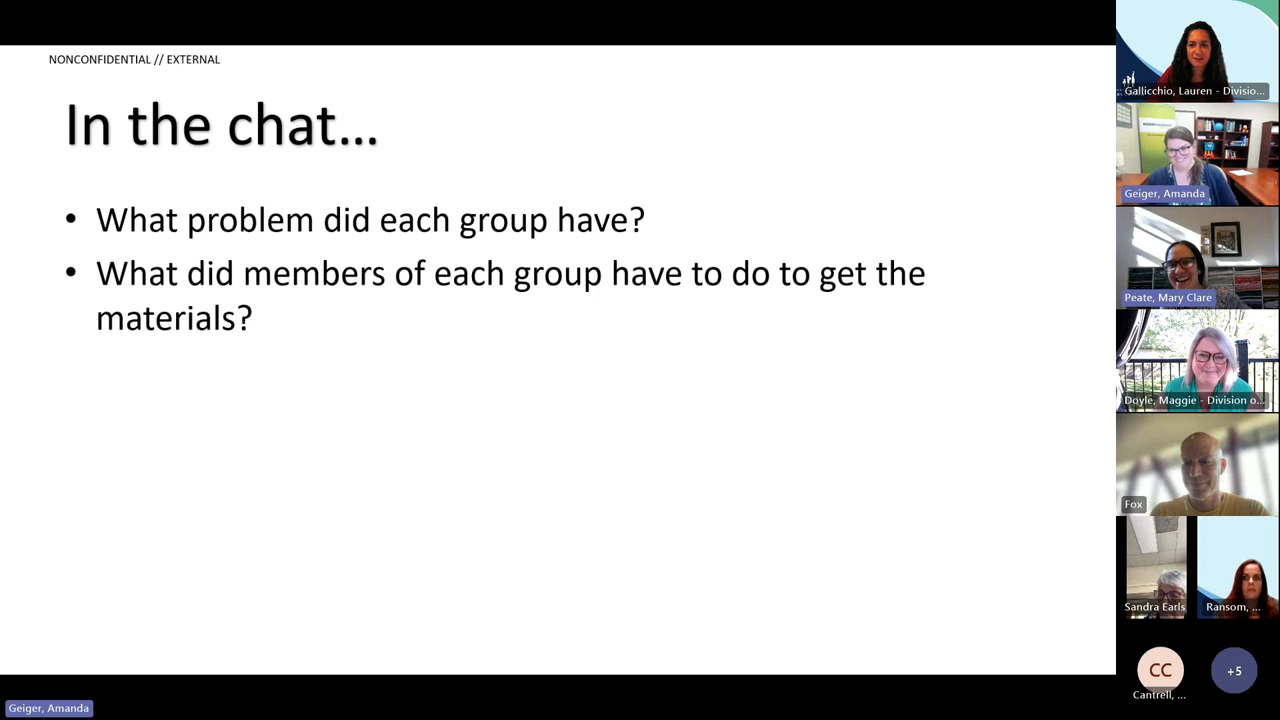 NONCONFIDENTIAL // EXTERNAL
In the chat...
• What problem did each group have?
• What did members of each group have to do to get the
materials?
Gallicchio, Lauren - Divisio...
Geiger, Amanda
Peate, Mary Clare
Doyle, Maggie - Division o...
Fox
Sandra Earls
Ransom, ...
CC
Cantrell, ...
+5
Geiger, Amanda